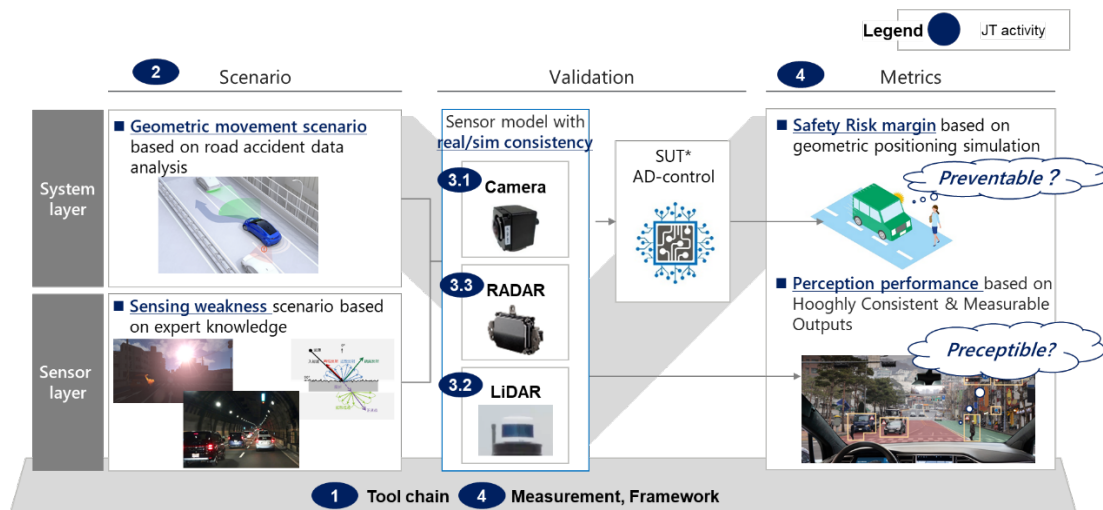 Legend
JT activity
2
Scenario
Validation
4
Metrics
System
layer
■ Geometric movement scenario
based on road accident data
analysis
Sensor model with
real/sim consistency
3.1
Camera
3.3
RADAR
3.2
LiDAR
SUT*
AD-control
■ Safety Risk margin based on
geometric positioning simulation
Preventable ?
Sensor
layer
■ Sensing weakness scenario based
on expert knowledge
■ Perception performance based on
Hooghly Consistent & Measurable
Outputs
Preceptible?
1 Tool chain 4 Measurement, Framework